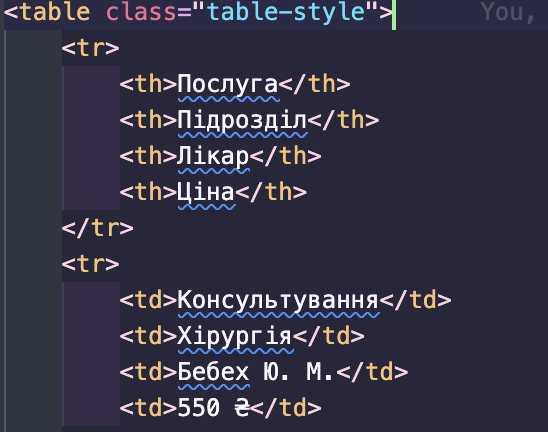 <table class="table-style"> You,
<tr>
<th>Послуга</th>
<th>Підрозділ</th>
<th>Лікар</th>
<th>Ціна</th>
</tr>
<tr>
<td>Консультування</td>
<td>Хірургія</td>
<td>Бебех Ю. М.</td>
<td>550 ₴</td>